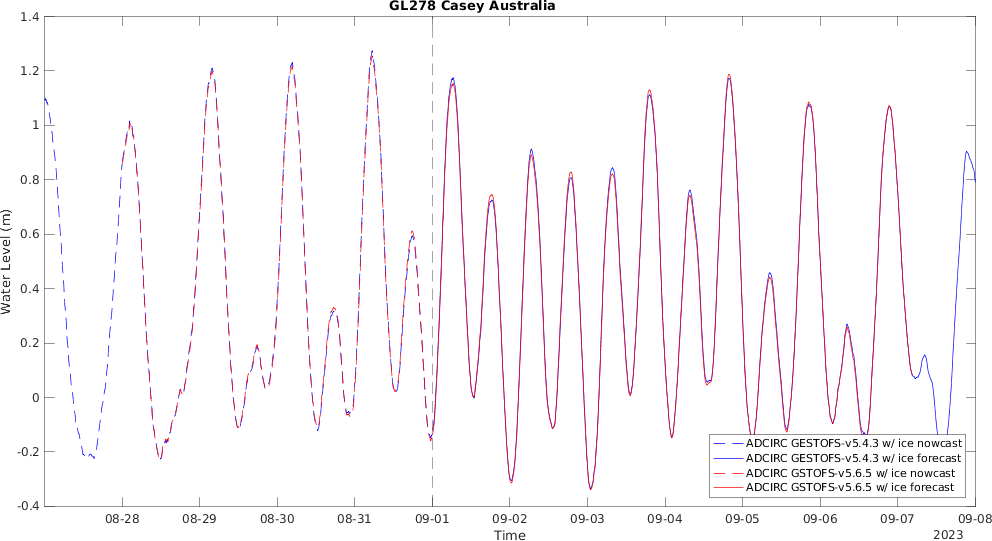 GL278 Casey Australia
1.4
1.2
1
0.8
0.6
0.4
0.2
0
-0.2
-0.4
Water Level (m)
ADCIRC GESTOFS-v5.4.3 w/ ice nowcast
ADCIRC GESTOFS-v5.4.3 w/ ice forecast
ADCIRC GSTOFS-v5.6.5 w/ ice nowcast
ADCIRC GSTOFS-v5.6.5 w/ ice forecast
08-28 08-29 08-30 08-31 09-01 09-02 09-03 09-04 09-05 09-06 09-07 09-08
Time
2023